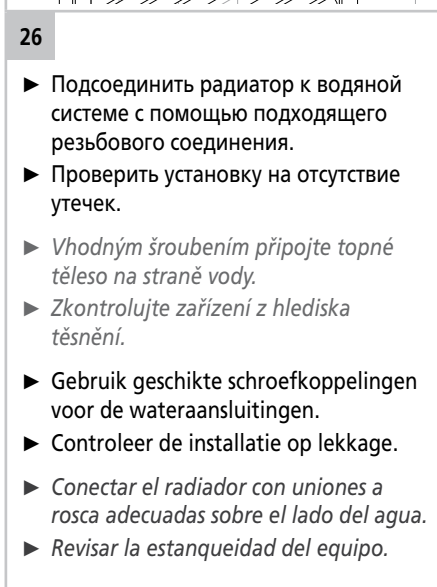 26
► Подсоединить радиатор к водяной
системе с помощью подходящего
резьбового соединения.
► Проверить установку на отсутствие
утечек.
► Vhodným šroubením připojte topné
těleso na straně vody.
► Zkontrolujte zařízení z hlediska
těsnění.
► Gebruik geschikte schroefkoppelingen
voor de wateraansluitingen.
► Controleer de installatie op lekkage.
► Conectar el radiador con uniones a
rosca adecuadas sobre el lado del agua.
► Revisar la estanqueidad del equipo.